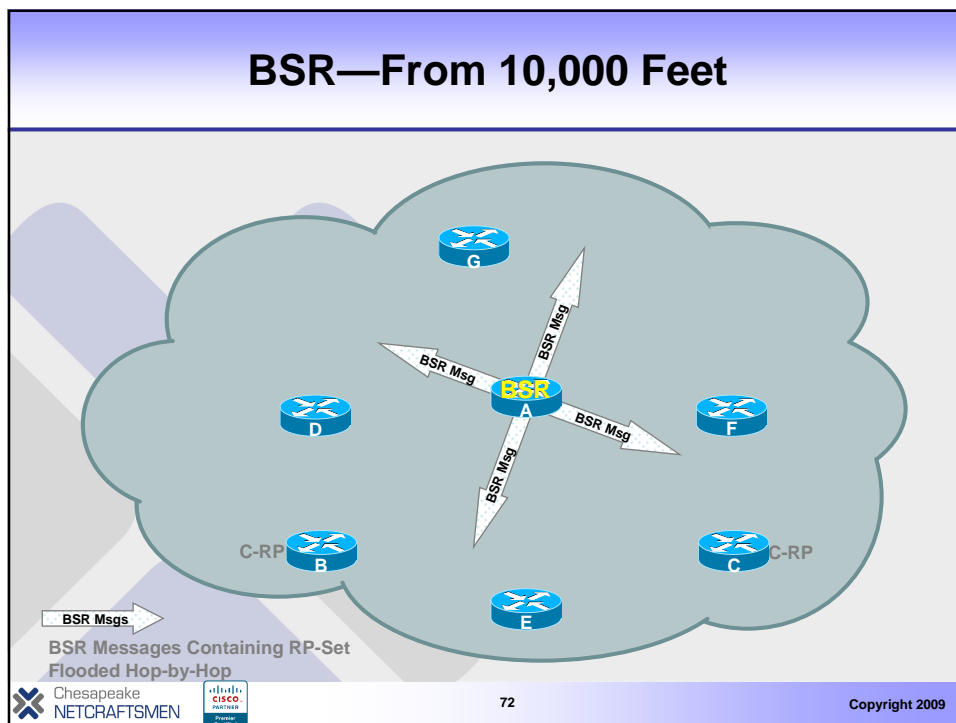 BSR—From 10,000 Feet
G
BSR Msg
BSR Msg
BSR
A
BSR Msg
BSR Msg
D
F
C-RP
B
C
C-RP
E
BSR Msgs
BSR Messages Containing RP-Set
Flooded Hop-by-Hop
Chesapeake
NETCRAFTSMEN
CISCO
PARTNER
Premier
72
Copyright 2009